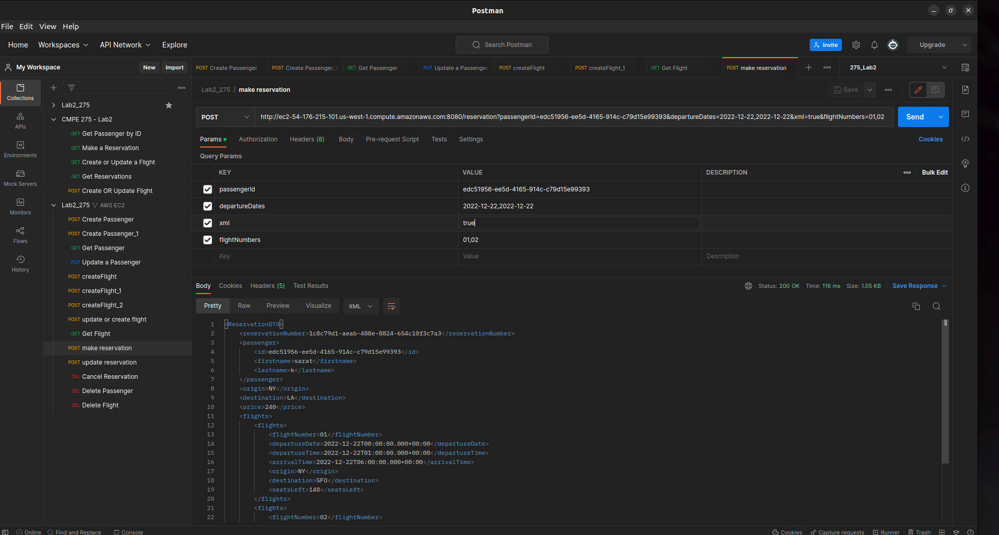 Postman
File Edit View Help
Home Workspaces API Network Explore Search Postman Invite Upgrade
My Workspace New Import
POST Create Passenger POST Create Passenger_1 GET Get Passenger PUT Update a Passenger POST createFlight POST createFlight_1 GET Get Flight POST make reservation 275_Lab2
Collections
APIs
Environments
Mock Servers
Monitors
Flows
History
Lab2_275
CMPE 275 - Lab2
GET Get Passenger by ID
GET Make a Reservation
GET Create or Update a Flight
GET Get Reservations
POST Create OR Update Flight
Lab2_275 AWS EC2
POST Create Passenger
POST Create Passenger_1
GET Get Passenger
PUT Update a Passenger
POST createFlight
POST createFlight_1
POST createFlight_2
POST update or create flight
GET Get Flight
POST make reservation
POST update reservation
DEL Cancel Reservation
DEL Delete Passenger
DEL Delete Flight
Lab2_275 / make reservation Save
POST http://ec2-54-176-215-101.us-west-1.compute.amazonaws.com:8080/reservation?passengerId=edc51956-ee5d-4165-914c-c79d15e99393&departureDates=2022-12-22,2022-12-22&xml=true&flightNumbers=01,02 Send
Params Authorization Headers (8) Body Pre-request Script Tests Settings Cookies
Query Params
KEY VALUE DESCRIPTION Bulk Edit
passengerId edc51956-ee5d-4165-914c-c79d15e99393
departureDates 2022-12-22,2022-12-22
xml true
flightNumbers 01,02
Key Value Description
Body Cookies Headers (5) Test Results Status: 200 OK Time: 116 ms Size: 1.05 KB Save Response
Pretty Raw Preview Visualize XML
1 <ReservationDTO>
2 <reservationNumber>1c8c79d1-aeab-488e-8824-654c10f3c7a3</reservationNumber>
3 <passenger>
4 <id>edc51956-ee5d-4165-914c-c79d15e99393</id>
5 <firstname>sarat</firstname>
6 <lastname>k</lastname>
7 </passenger>
8 <origin>NY</origin>
9 <destination>LA</destination>
10 <price>240</price>
11 <flights>
12 <flights>
13 <flightNumber>01</flightNumber>
14 <departureDate>2022-12-22T00:00:00.000+00:00</departureDate>
15 <departureTime>2022-12-22T01:00:00.000+00:00</departureTime>
16 <arrivalTime>2022-12-22T06:00:00.000+00:00</arrivalTime>
17 <origin>NY</origin>
18 <destination>SFO</destination>
19 <seatsLeft>148</seatsLeft>
20 </flights>
21 <flights>
22 <flightNumber>02</flightNumber>
Online Find and Replace Console Cookies Capture requests Runner Trash